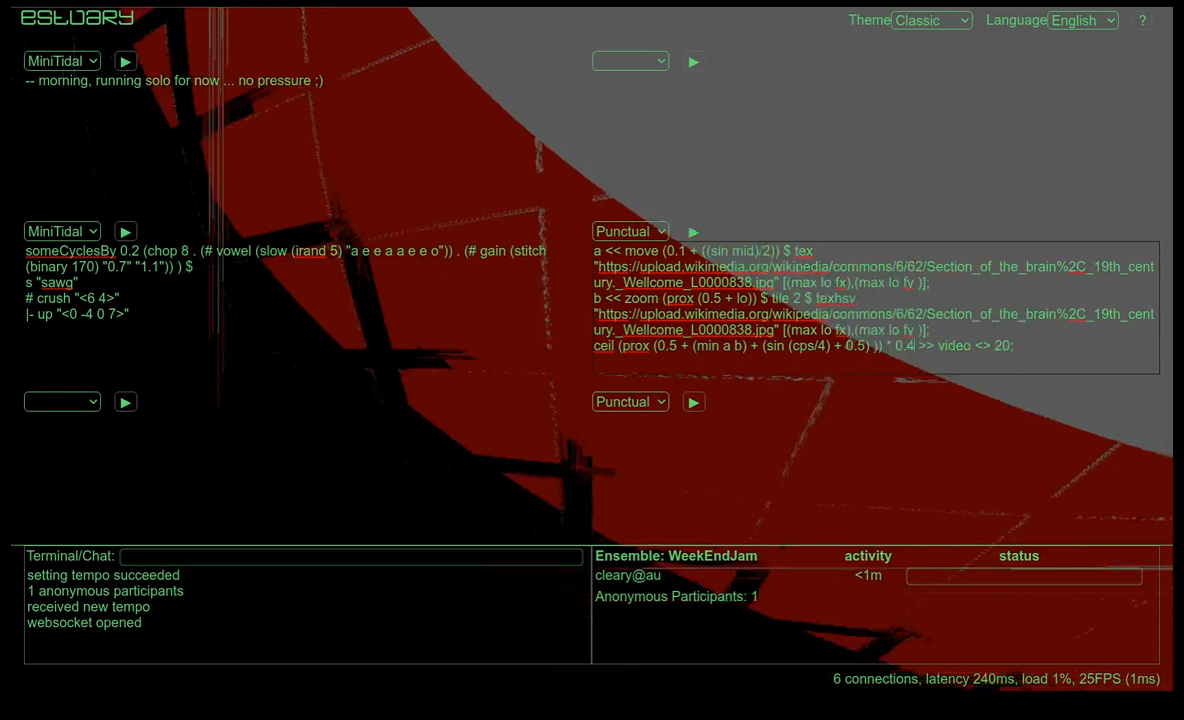 estuary
Theme Classic Language English ?
MiniTidal
-- morning, running solo for now ... no pressure ;)
MiniTidal
someCyclesBy 0.2 (chop 8 . (# vowel (slow (irand 5) "a e e a a e e o")) . (# gain (stitch
(binary 170) "0.7" "1.1")) ) $
s "sawg"
# crush "<6 4>"
|- up "<0 -4 0 7>"
Punctual
a << move (0.1 + ((sin mid)/2)) $ tex
"https://upload.wikimedia.org/wikipedia/commons/6/62/Section_of_the_brain%2C_19th_cent
ury._Wellcome_L0000838.jpg" [(max lo fx),(max lo fy )];
b << zoom (prox (0.5 + lo)) $ tile 2 $ texhsv
"https://upload.wikimedia.org/wikipedia/commons/6/62/Section_of_the_brain%2C_19th_cent
ury._Wellcome_L0000838.jpg" [(max lo fx),(max lo fy )];
ceil (prox (0.5 + (min a b) + (sin (cps/4) + 0.5) )) * 0.4 >> video <> 20;
Punctual
Terminal/Chat:
setting tempo succeeded
1 anonymous participants
received new tempo
websocket opened
Ensemble: WeekEndJam activity status
cleary@au <1m
Anonymous Participants: 1
6 connections, latency 240ms, load 1%, 25FPS (1ms)